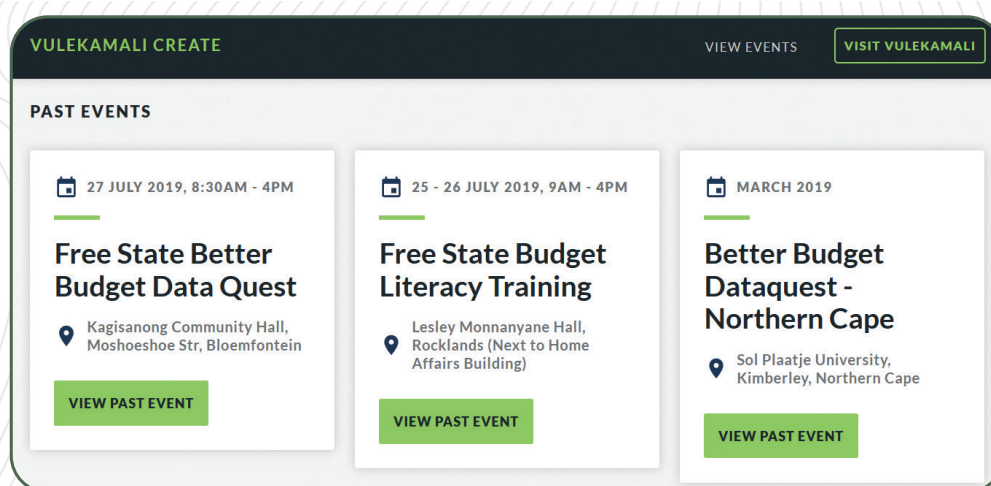 VULEKAMALI CREATE
VIEW EVENTS
VISIT VULEKAMALI
PAST EVENTS
27 JULY 2019, 8:30AM - 4PM
Free State Better
Budget Data Quest
Kagisanong Community Hall,
Moshoeshoe Str, Bloemfontein
VIEW PAST EVENT
25 - 26 JULY 2019, 9AM - 4PM
Free State Budget
Literacy Training
Lesley Monnanyane Hall,
Rocklands (Next to Home
Affairs Building)
VIEW PAST EVENT
MARCH 2019
Better Budget
Dataquest -
Northern Cape
Sol Plaatje University,
Kimberley, Northern Cape
VIEW PAST EVENT